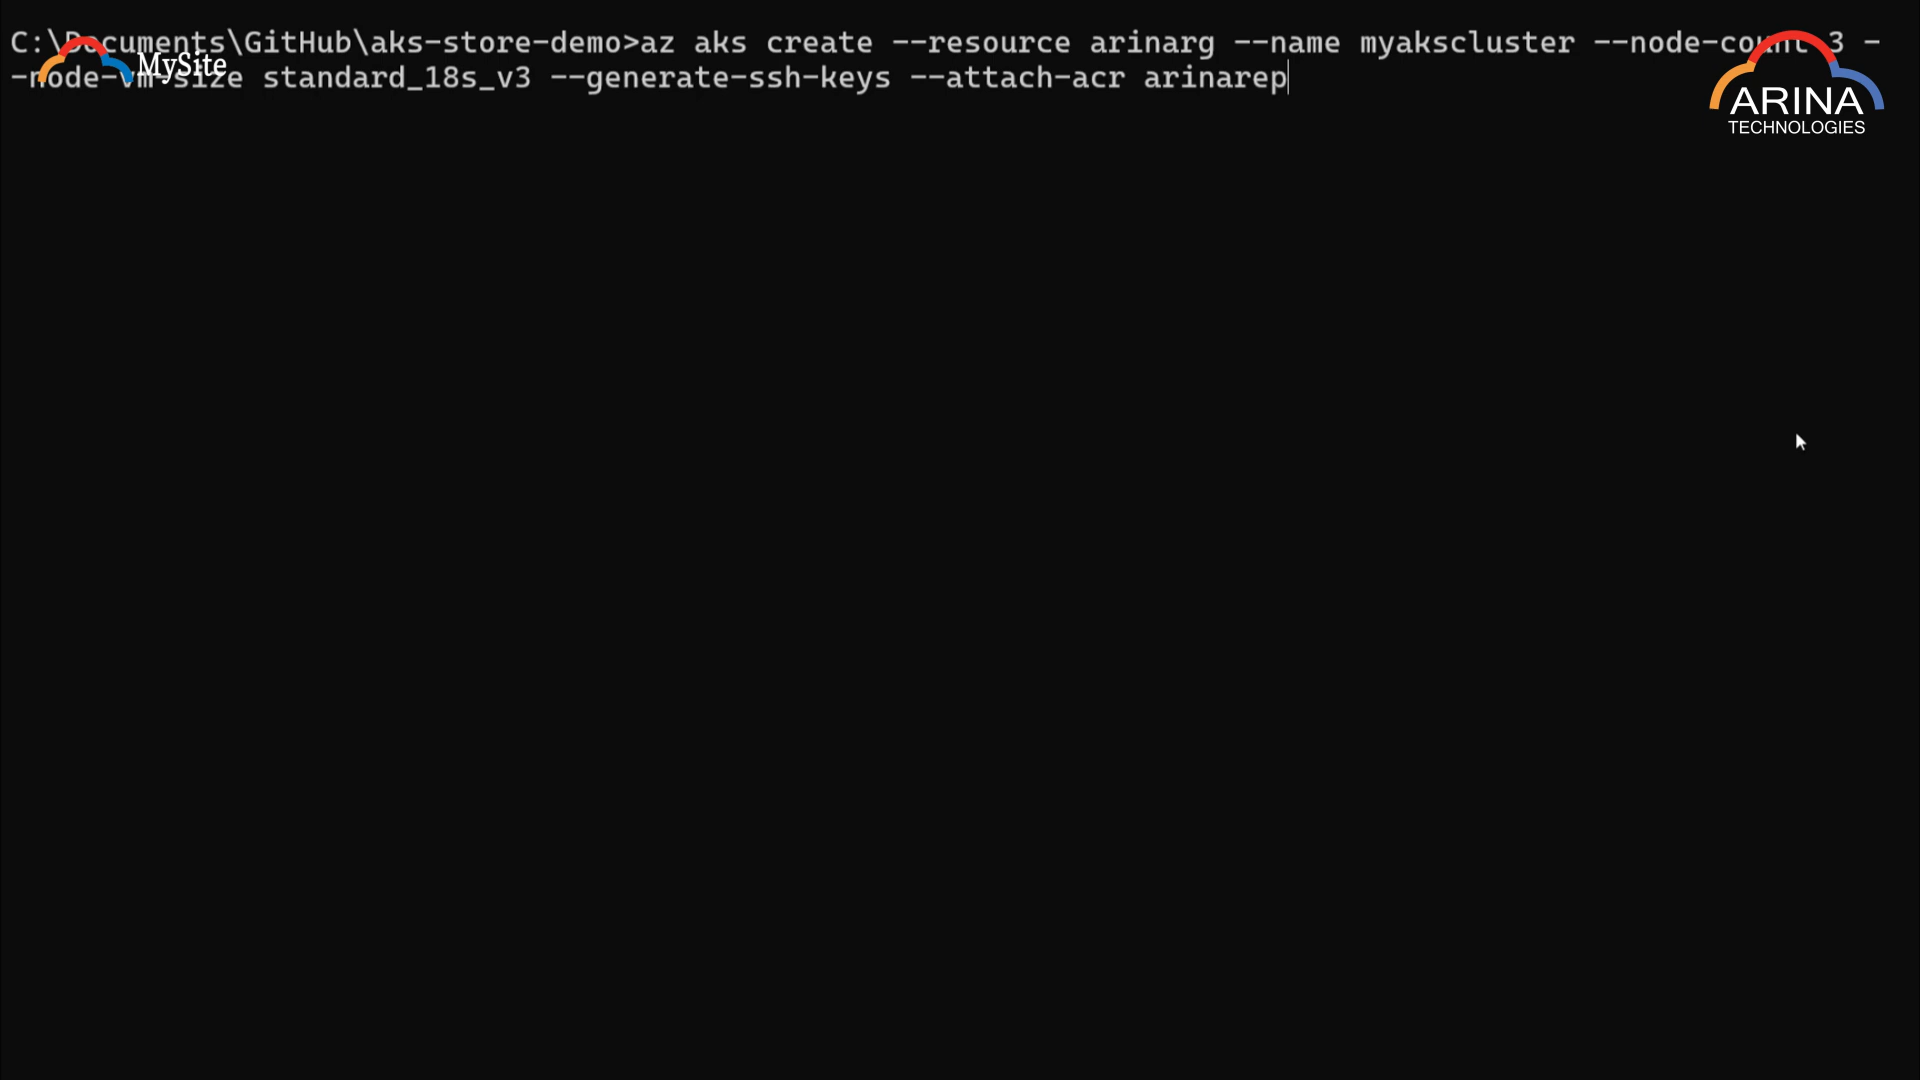 C:\Documents\GitHub\aks-store-demo>az aks create --resource arinarg --name myakscluster --node-count 3 -
-node-vm-size standard_18s_v3 --generate-ssh-keys --attach-acr arinarep
MySite
ARINA
TECHNOLOGIES